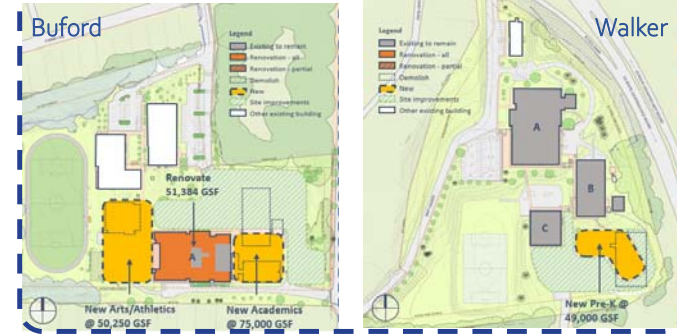 Buford
Legend
Existing to remain
Renovation - all
Renovation - partial
Demolish
New
Site improvements
Other existing building
Renovate
51,384 GSF
A
New Arts/Athletics
@ 50,250 GSF
New Academics
@ 75,000 GSF
Walker
Legend
Existing to remain
Renovation - all
Renovation - partial
Demolish
New
Site improvements
Other existing building
A
B
C
New Pre-K @
49,000 GSF